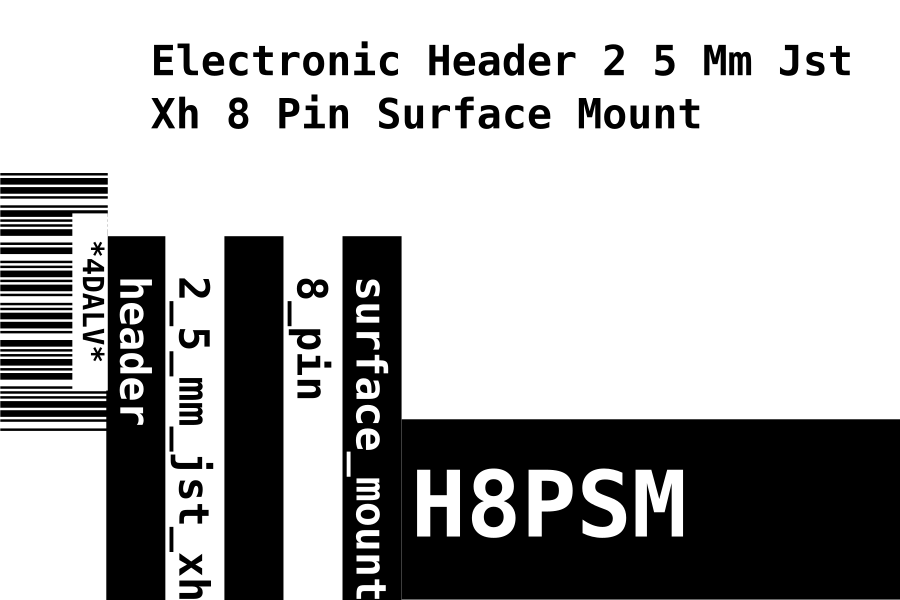 Electronic Header 2 5 Mm Jst
Xh 8 Pin Surface Mount
*4DALV*
header
2_5_mm_jst_xh
8_pin
surface_mount
H8PSM